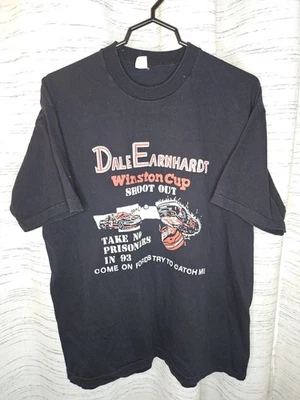 DALE EARNHARDT
Winston Cup
SHOOT OUT
TAKE NO
PRISONERS
IN 93
COME ON FORDS TRY TO CATCH ME